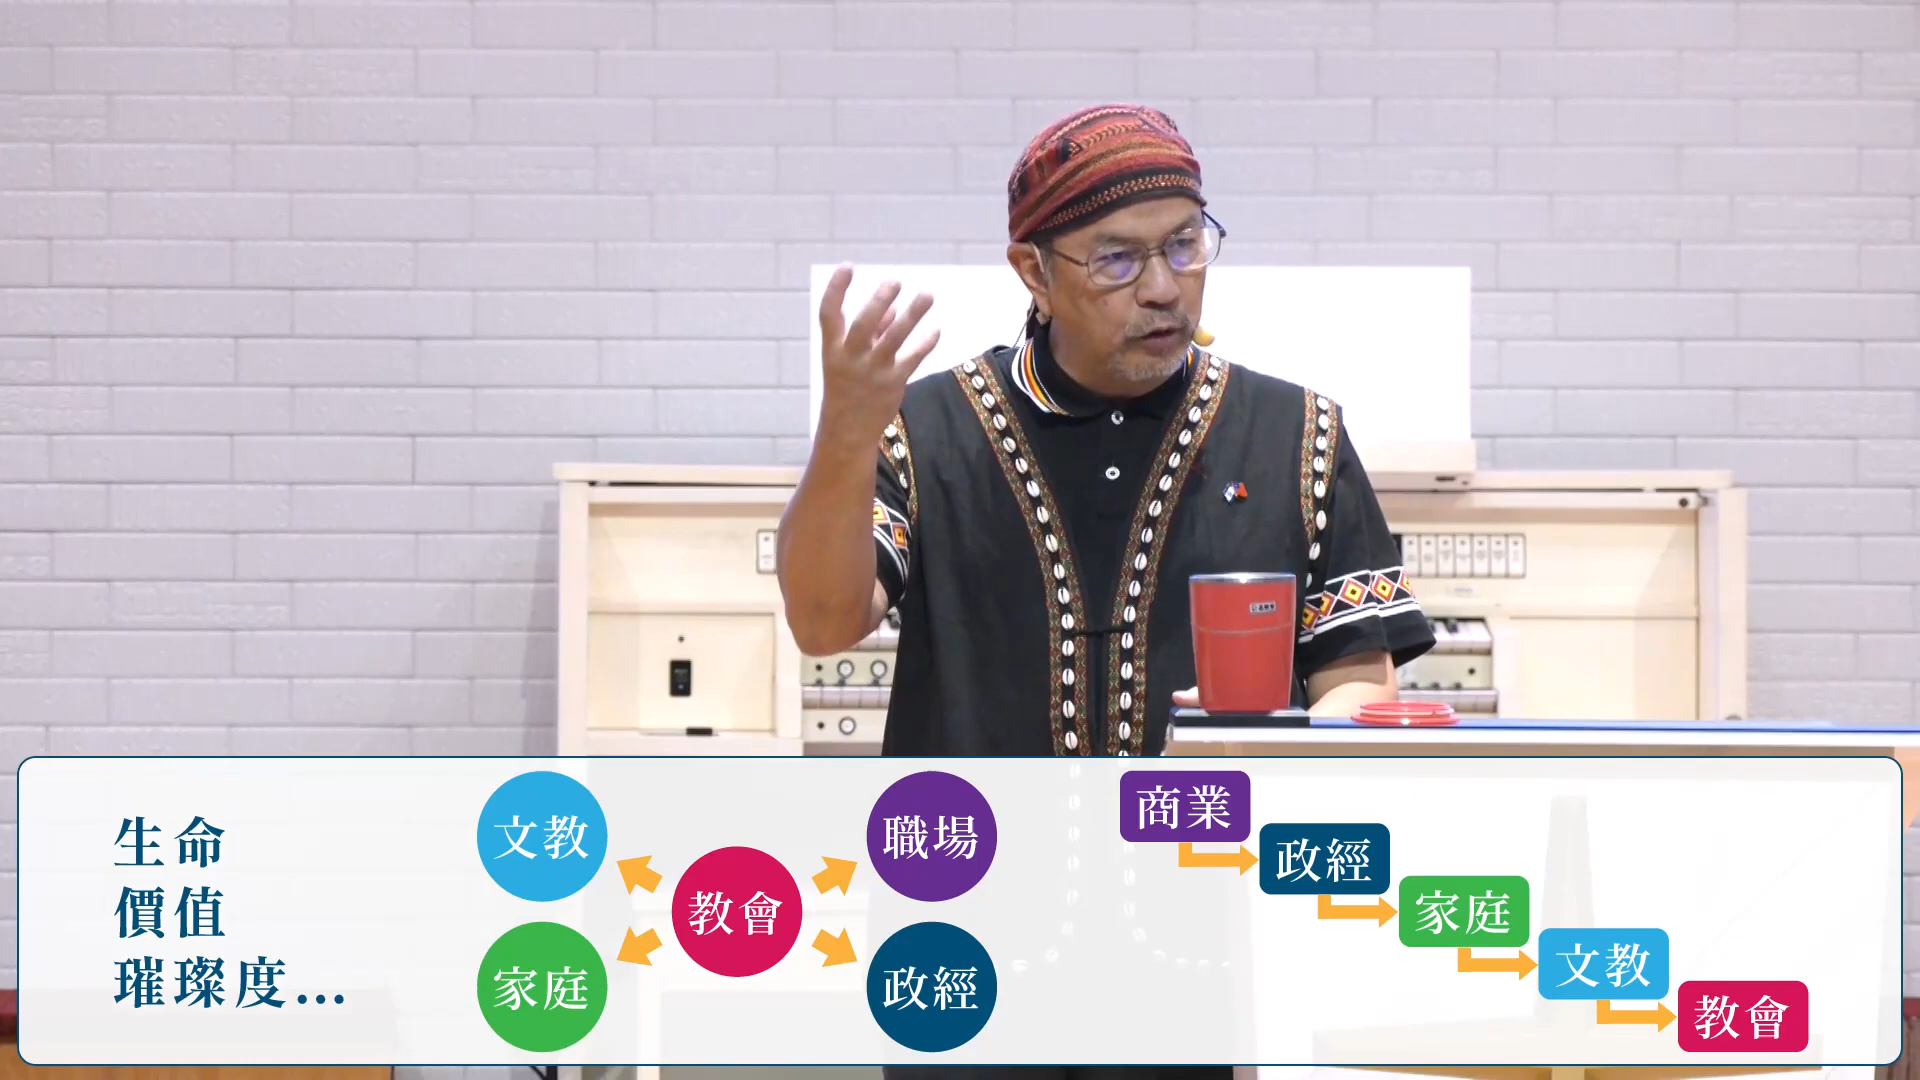 生命
價值
璀璨度...
文教
職場
教會
家庭
政經
商業
政經
家庭
文教
教會